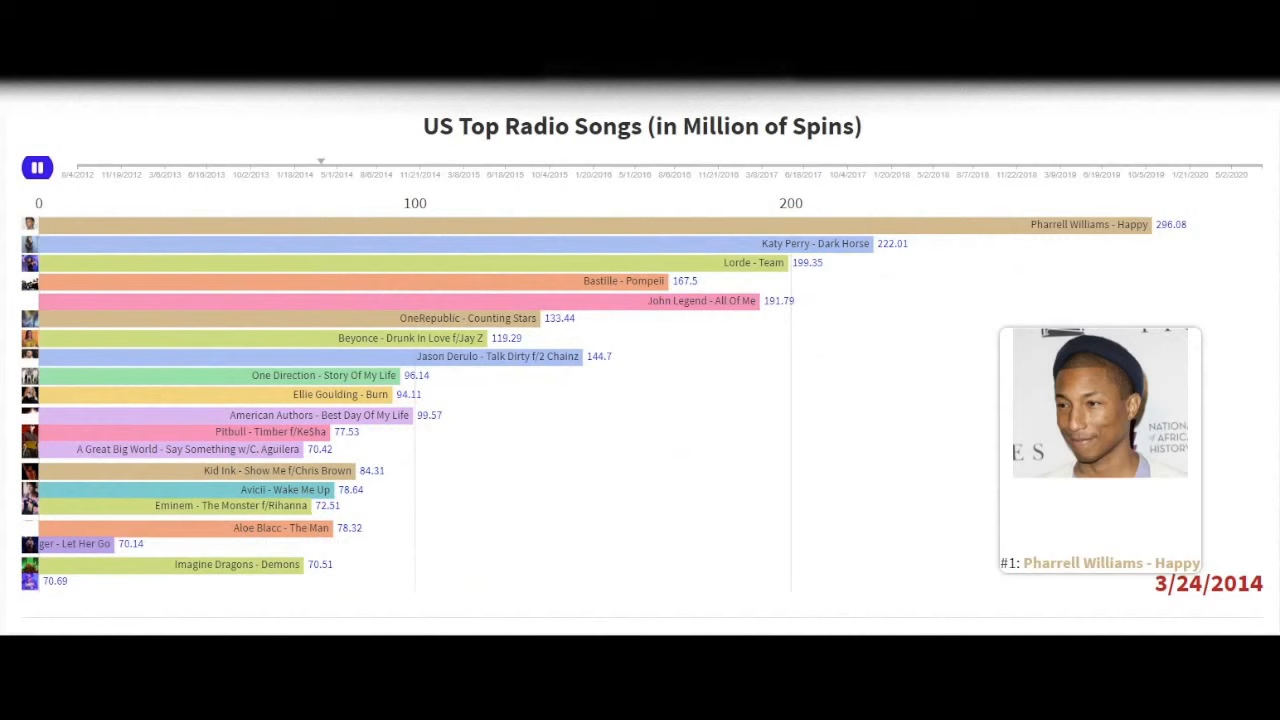 US Top Radio Songs (in Million of Spins)
8/4/2012 11/19/2012 3/6/2013 6/16/2013 10/2/2013 1/18/2014 5/1/2014 8/6/2014 11/21/2014 3/8/2015 6/18/2015 10/4/2015 1/20/2016 5/1/2016 8/6/2016 11/21/2016 3/8/2017 6/18/2017 10/4/2017 1/20/2018 5/2/2018 8/7/2018 11/22/2018 3/9/2019 6/19/2019 10/5/2019 1/21/2020 5/2/2020
0 100 200
Pharrell Williams - Happy 296.08
Katy Perry - Dark Horse 222.01
Lorde - Team 199.35
Bastille - Pompeii 167.5
John Legend - All Of Me 191.79
OneRepublic - Counting Stars 133.44
Beyonce - Drunk In Love f/Jay Z 119.29
Jason Derulo - Talk Dirty f/2 Chainz 144.7
One Direction - Story Of My Life 96.14
Ellie Goulding - Burn 94.11
American Authors - Best Day Of My Life 99.57
Pitbull - Timber f/Ke$ha 77.53
A Great Big World - Say Something w/C. Aguilera 70.42
Kid Ink - Show Me f/Chris Brown 84.31
Avicii - Wake Me Up 78.64
Eminem - The Monster f/Rihanna 72.51
Aloe Blacc - The Man 78.32
ger - Let Her Go 70.14
Imagine Dragons - Demons 70.51
70.69
NATION
AFRICA
HISTORY
ES
#1: Pharrell Williams - Happy
3/24/2014